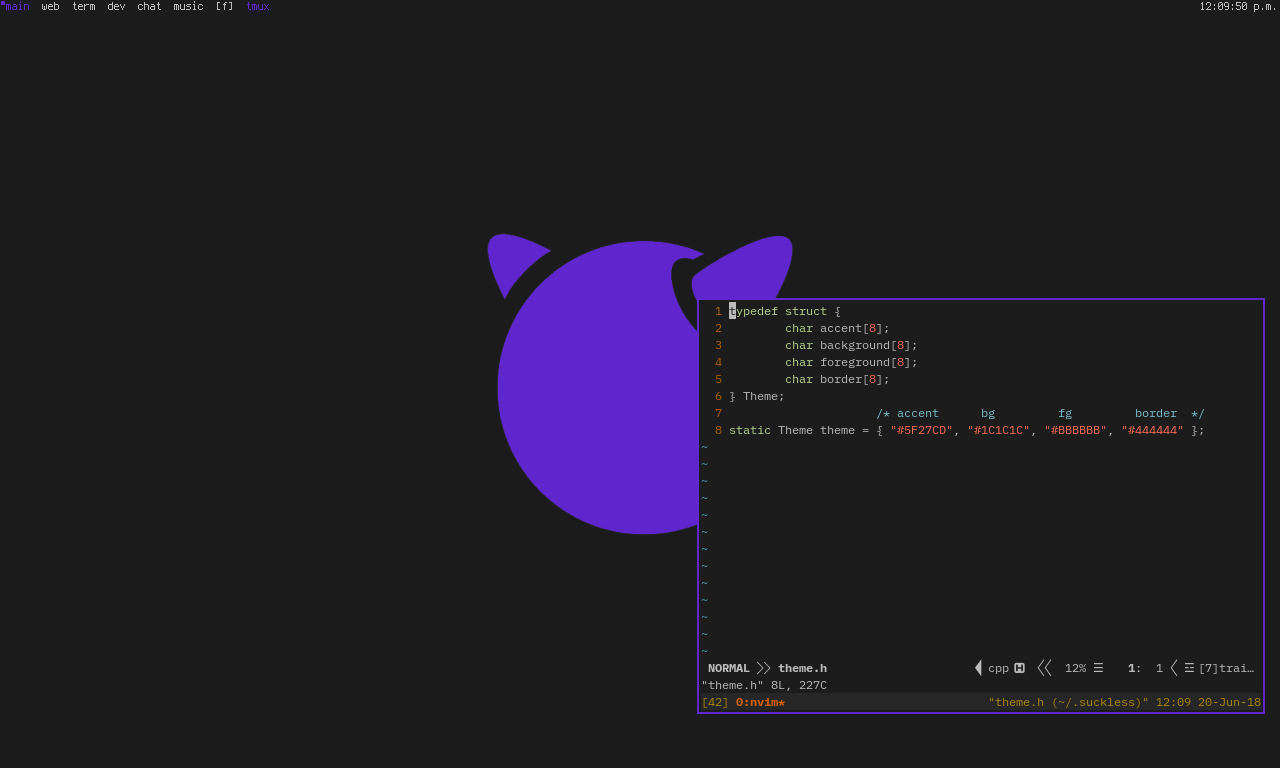 main web term dev chat music [f] tmux 12:09:50 p.m.
1 typedef struct {
2 char accent[8];
3 char background[8];
4 char foreground[8];
5 char border[8];
6 } Theme;
7 /* accent bg fg border */
8 static Theme theme = { "#5F27CD", "#1C1C1C", "#BBBBBB", "#444444" };
~
~
~
~
~
~
~
~
~
~
~
~
~
NORMAL theme.h cpp 12% ☰ 1: 1 ☲ [7]trai…
"theme.h" 8L, 227C
[42] 0:nvim* "theme.h (~/.suckless)" 12:09 20-Jun-18